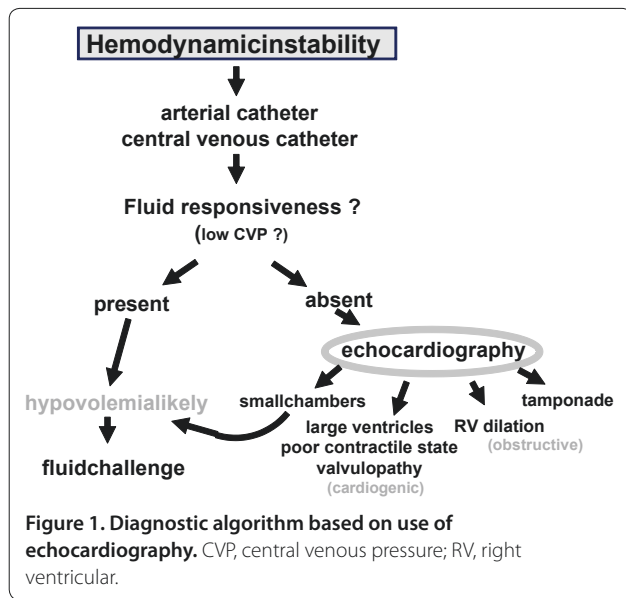 Hemodynamicinstability
arterial catheter
central venous catheter
Fluid responsiveness ?
(low CVP ?)
present
absent
echocardiography
hypovolemialikely
smallchambers
large ventricles
poor contractile state
valvulopathy
(cardiogenic)
RV dilation
(obstructive)
tamponade
fluidchallenge
Figure 1. Diagnostic algorithm based on use of
echocardiography. CVP, central venous pressure; RV, right
ventricular.